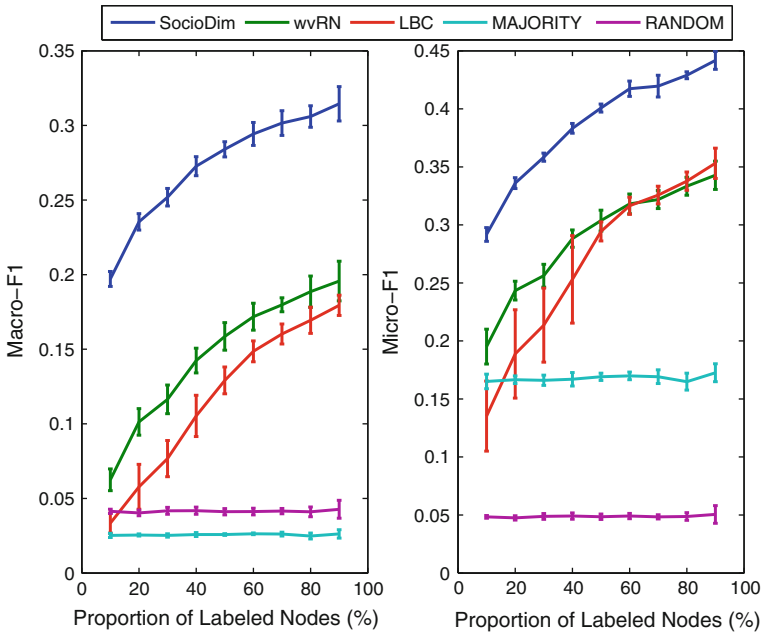 SocioDim wvRN LBC MAJORITY RANDOM
0.35
0.3
0.25
0.2
0.15
0.1
0.05
0
Macro−F1
0 20 40 60 80 100
Proportion of Labeled Nodes (%)
0.45
0.4
0.35
0.3
0.25
0.2
0.15
0.1
0.05
0
Micro−F1
0 20 40 60 80 100
Proportion of Labeled Nodes (%)